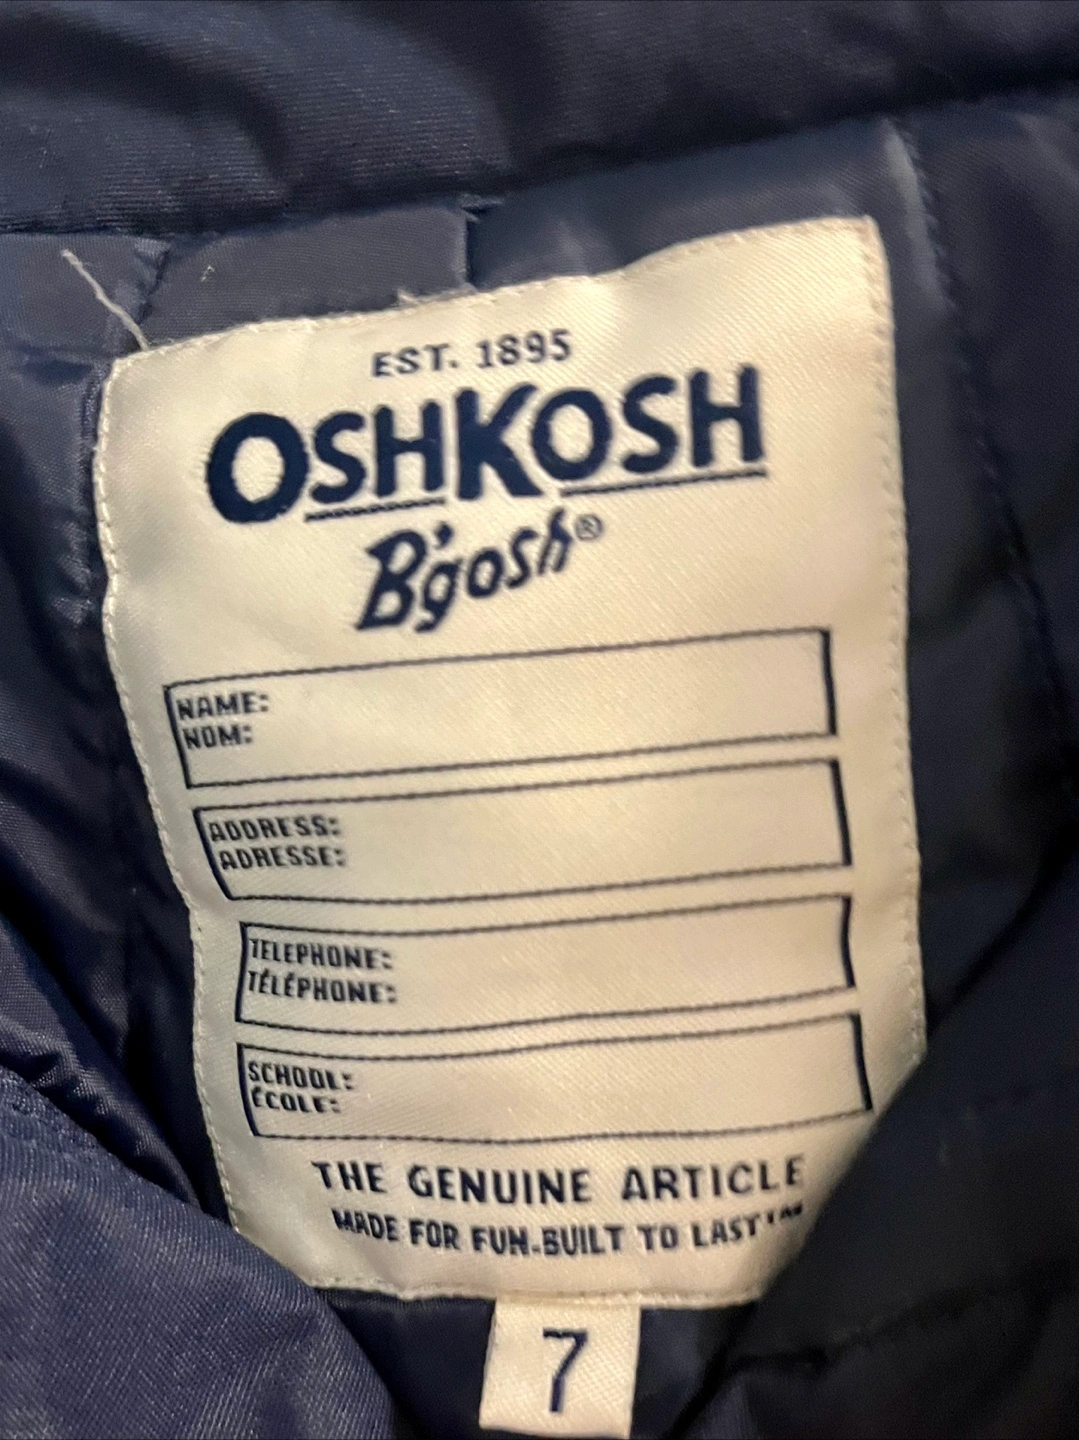 EST. 1895
OSHKOSH
B'gosh®
NAME:
NOM:
ADDRESS:
ADRESSE:
TELEPHONE:
TÉLÉPHONE:
SCHOOL:
ÉCOLE:
THE GENUINE ARTICLE
MADE FOR FUN-BUILT TO LAST™
7